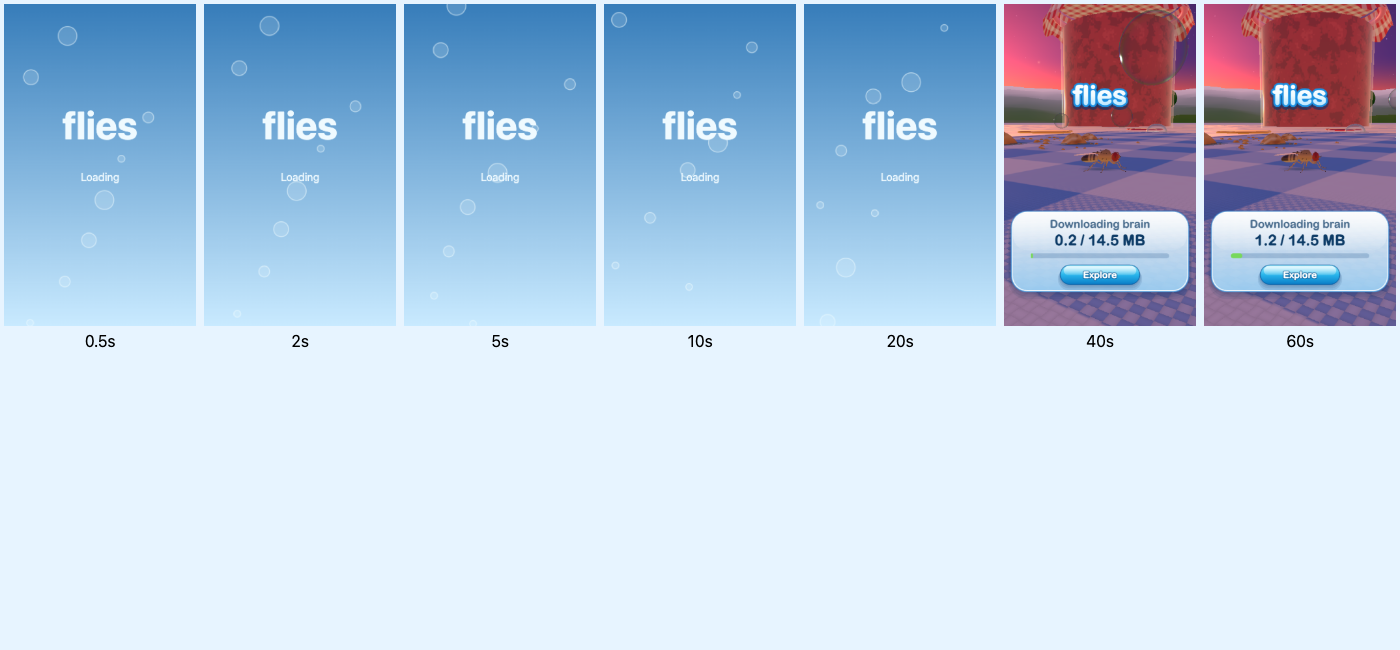 flies
Loading
0.5s
flies
Loading
2s
flies
Loading
5s
flies
Loading
10s
flies
Loading
20s
flies
Downloading brain
0.2 / 14.5 MB
Explore
40s
flies
Downloading brain
1.2 / 14.5 MB
Explore
60s